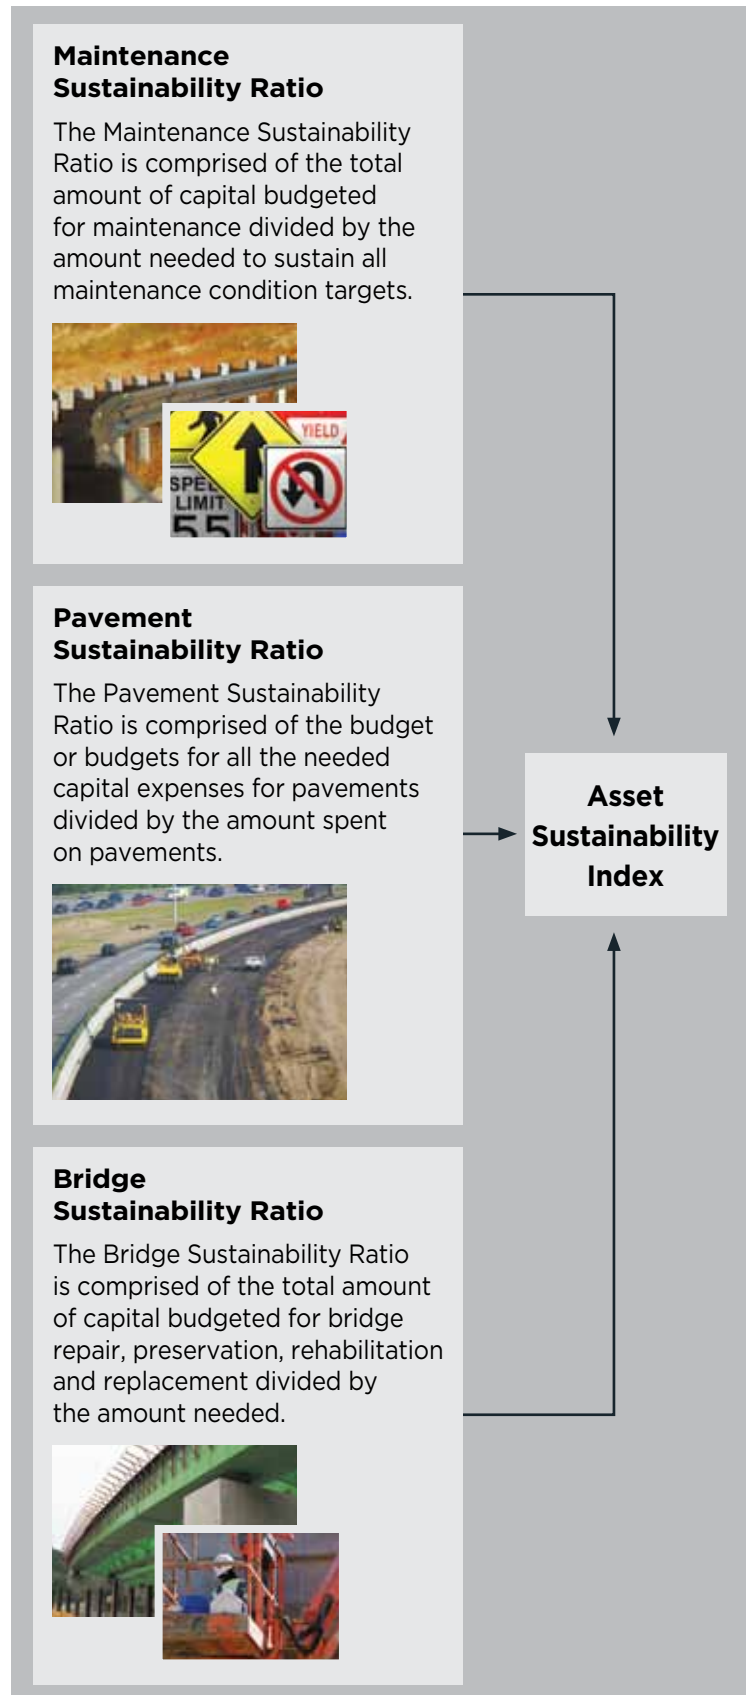 Maintenance
Sustainability Ratio
The Maintenance Sustainability
Ratio is comprised of the total
amount of capital budgeted
for maintenance divided by the
amount needed to sustain all
maintenance condition targets.
YIELD
SPEED
LIMIT
55
Pavement
Sustainability Ratio
The Pavement Sustainability
Ratio is comprised of the budget
or budgets for all the needed
capital expenses for pavements
divided by the amount spent
on pavements.
Asset
Sustainability
Index
Bridge
Sustainability Ratio
The Bridge Sustainability Ratio
is comprised of the total amount
of capital budgeted for bridge
repair, preservation, rehabilitation
and replacement divided by
the amount needed.